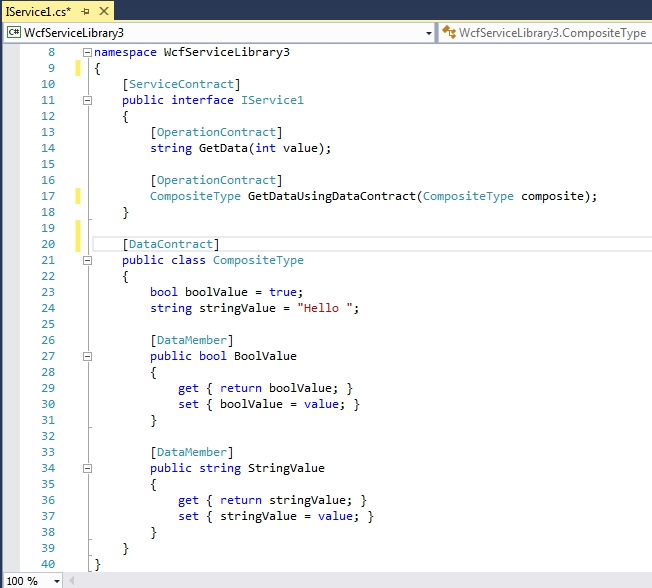 IService1.cs*
C# WcfServiceLibrary3 WcfServiceLibrary3.CompositeType
8 namespace WcfServiceLibrary3
9 {
10 [ServiceContract]
11 public interface IService1
12 {
13 [OperationContract]
14 string GetData(int value);
15
16 [OperationContract]
17 CompositeType GetDataUsingDataContract(CompositeType composite);
18 }
19
20 [DataContract]
21 public class CompositeType
22 {
23 bool boolValue = true;
24 string stringValue = "Hello ";
25
26 [DataMember]
27 public bool BoolValue
28 {
29 get { return boolValue; }
30 set { boolValue = value; }
31 }
32
33 [DataMember]
34 public string StringValue
35 {
36 get { return stringValue; }
37 set { stringValue = value; }
38 }
39 }
40 }
100 %